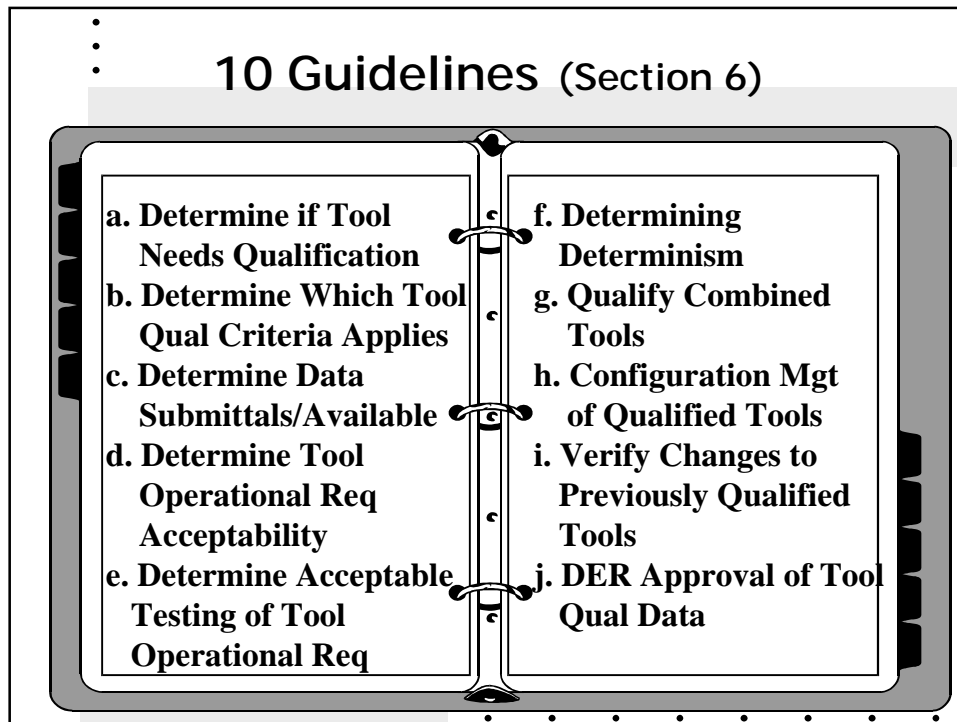 10 Guidelines (Section 6)
a. Determine if Tool
Needs Qualification
b. Determine Which Tool
Qual Criteria Applies
c. Determine Data
Submittals/Available
d. Determine Tool
Operational Req
Acceptability
e. Determine Acceptable
Testing of Tool
Operational Req
f. Determining
Determinism
g. Qualify Combined
Tools
h. Configuration Mgt
of Qualified Tools
i. Verify Changes to
Previously Qualified
Tools
j. DER Approval of Tool
Qual Data